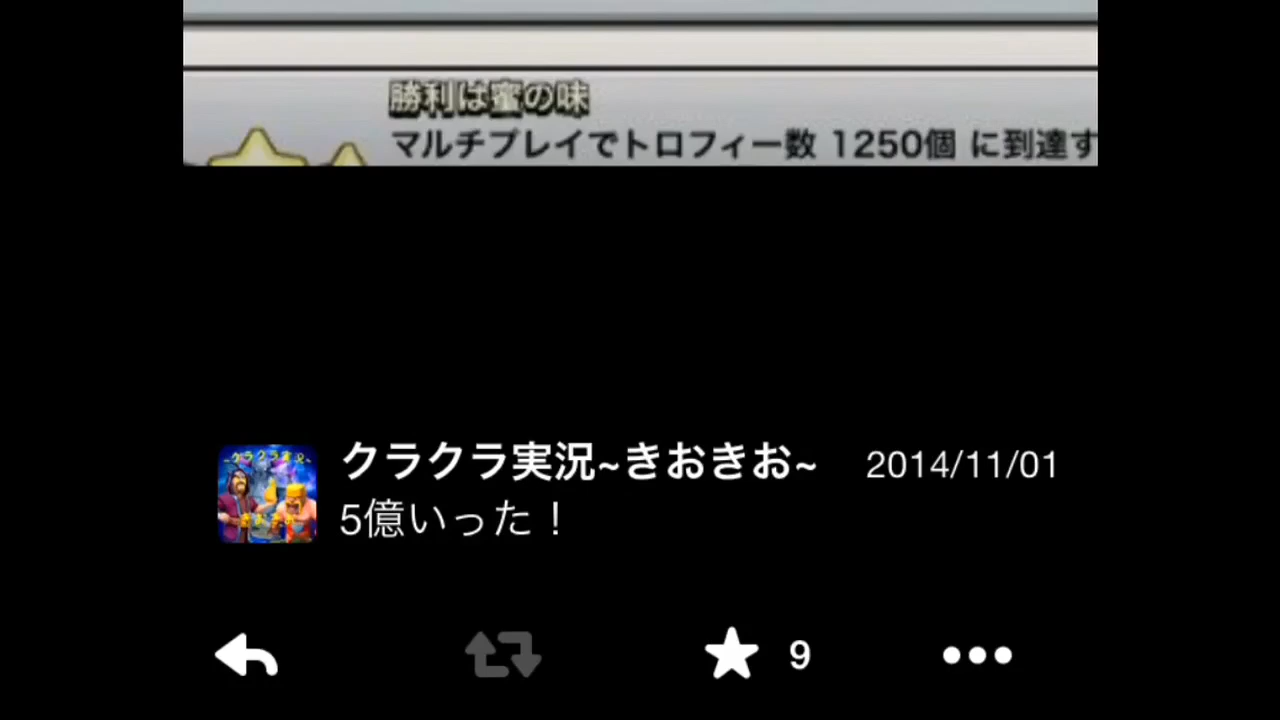 勝利は蜜の味
マルチプレイでトロフィー数 1250個 に到達す
クラクラ実況~きおきお~ 2014/11/01
5億いった！
9